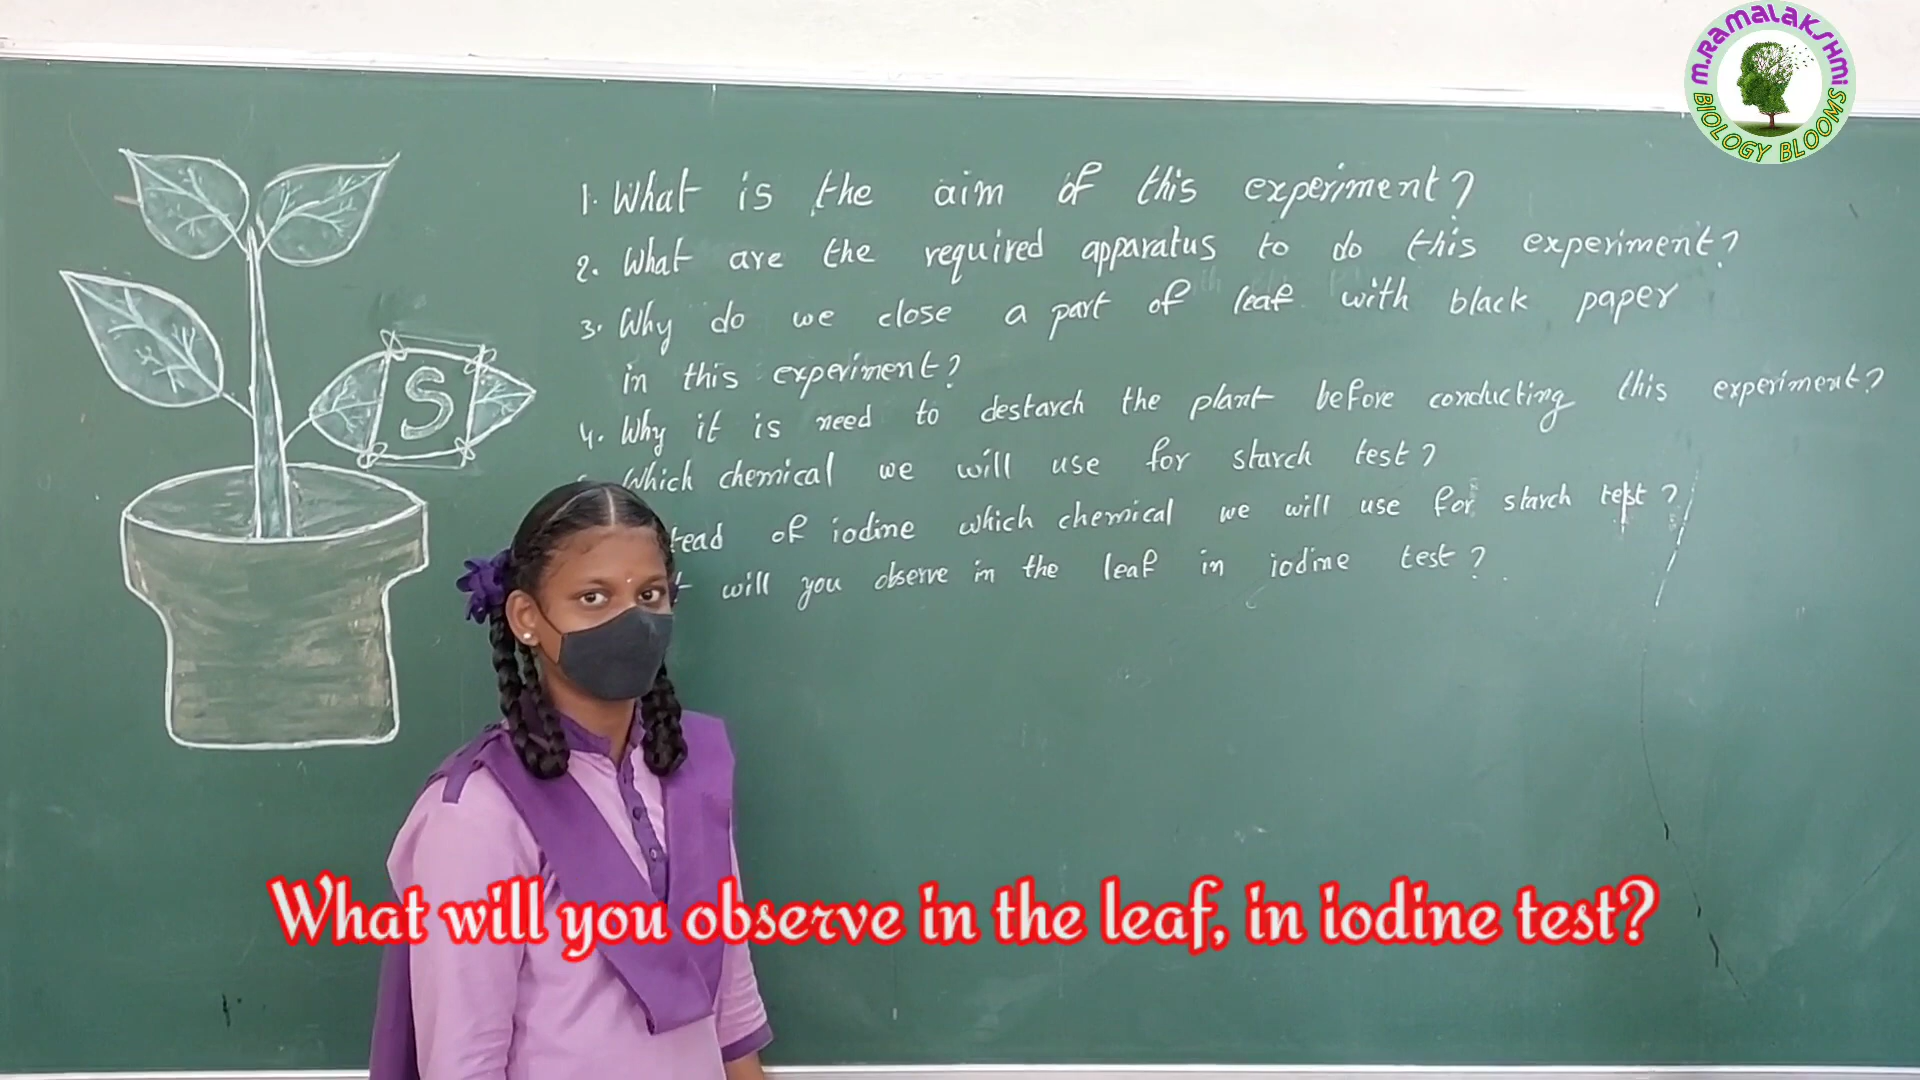 M.RAMALAKSHMI
BIOLOGY BLOOMS
1. What is the aim of this experiment?
2. What are the required apparatus to do this experiment?
3. Why do we close a part of leaf with black paper
in this experiment?
4. Why it is need to destarch the plant before conducting this experiment?
Which chemical we will use for starch test?
tead of iodine which chemical we will use for starch test?
t will you observe in the leaf in iodine test?
S
What will you observe in the leaf, in iodine test?